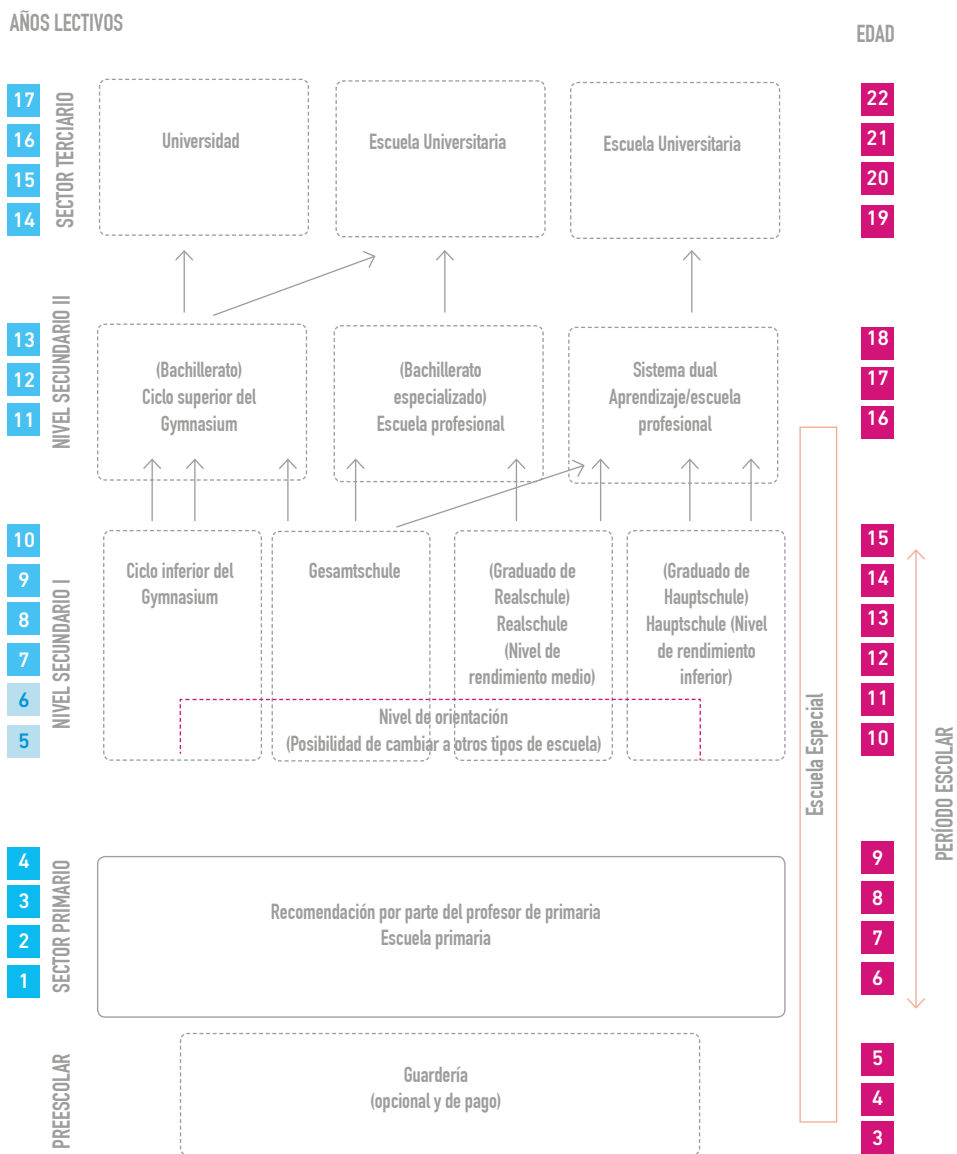 AÑOS LECTIVOS
EDAD
17
16
15
14
SECTOR TERCIARIO
Universidad
Escuela Universitaria
Escuela Universitaria
22
21
20
19
13
12
11
NIVEL SECUNDARIO II
(Bachillerato)
Ciclo superior del
Gymnasium
(Bachillerato
especializado)
Escuela profesional
Sistema dual
Aprendizaje/escuela
profesional
18
17
16
10
9
8
7
6
5
NIVEL SECUNDARIO I
Ciclo inferior del
Gymnasium
Gesamtschule
(Graduado de
Realschule)
Realschule
(Nivel de
rendimiento medio)
(Graduado de
Hauptschule)
Hauptschule (Nivel
de rendimiento
inferior)
Nivel de orientación
(Posibilidad de cambiar a otros tipos de escuela)
15
14
13
12
11
10
Escuela Especial
PERÍODO ESCOLAR
4
3
2
1
SECTOR PRIMARIO
Recomendación por parte del profesor de primaria
Escuela primaria
9
8
7
6
PREESCOLAR
Guardería
(opcional y de pago)
5
4
3